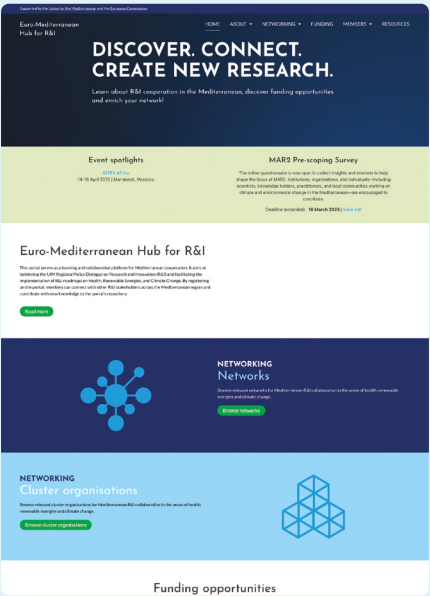 Supported by the Union for the Mediterranean and the European Commission
Euro-Mediterranean
Hub for R&I
HOME ABOUT NETWORKING FUNDING MEMBERS RESOURCES
DISCOVER. CONNECT.
CREATE NEW RESEARCH.
Learn about R&I cooperation in the Mediterranean, discover funding opportunities
and enrich your network!
Event spotlights
GITEX Africa
14-16 April 2025 | Marrakesh, Morocco
MAR2 Pre-scoping Survey
The online questionnaire is now open to collect insights and interests to help
shape the focus of MAR2. Institutions, organisations, and individuals—including
scientists, knowledge holders, practitioners, and local communities working on
climate and environmental change in the Mediterranean—are encouraged to
contribute.
Deadline (extended): 18 March 2025 | View call
Euro-Mediterranean Hub for R&I
This portal serves as a learning and collaborative platform for Mediterranean cooperation. It aims at
bolstering the UfM Regional Policy Dialogue on Research and Innovation (R&I) and facilitating the
implementation of R&I roadmaps on Health, Renewable Energies, and Climate Change. By registering
on the portal, members can connect with other R&I stakeholders across the Mediterranean region and
contribute with new knowledge to the portal's repository.
Read more
NETWORKING
Networks
Browse relevant networks for Mediterranean R&I collaboration in the areas of health, renewable
energies and climate change.
Browse networks
NETWORKING
Cluster organisations
Browse relevant cluster organisations for Mediterranean R&I collaboration in the areas of health,
renewable energies and climate change.
Browse cluster organisations
Funding opportunities